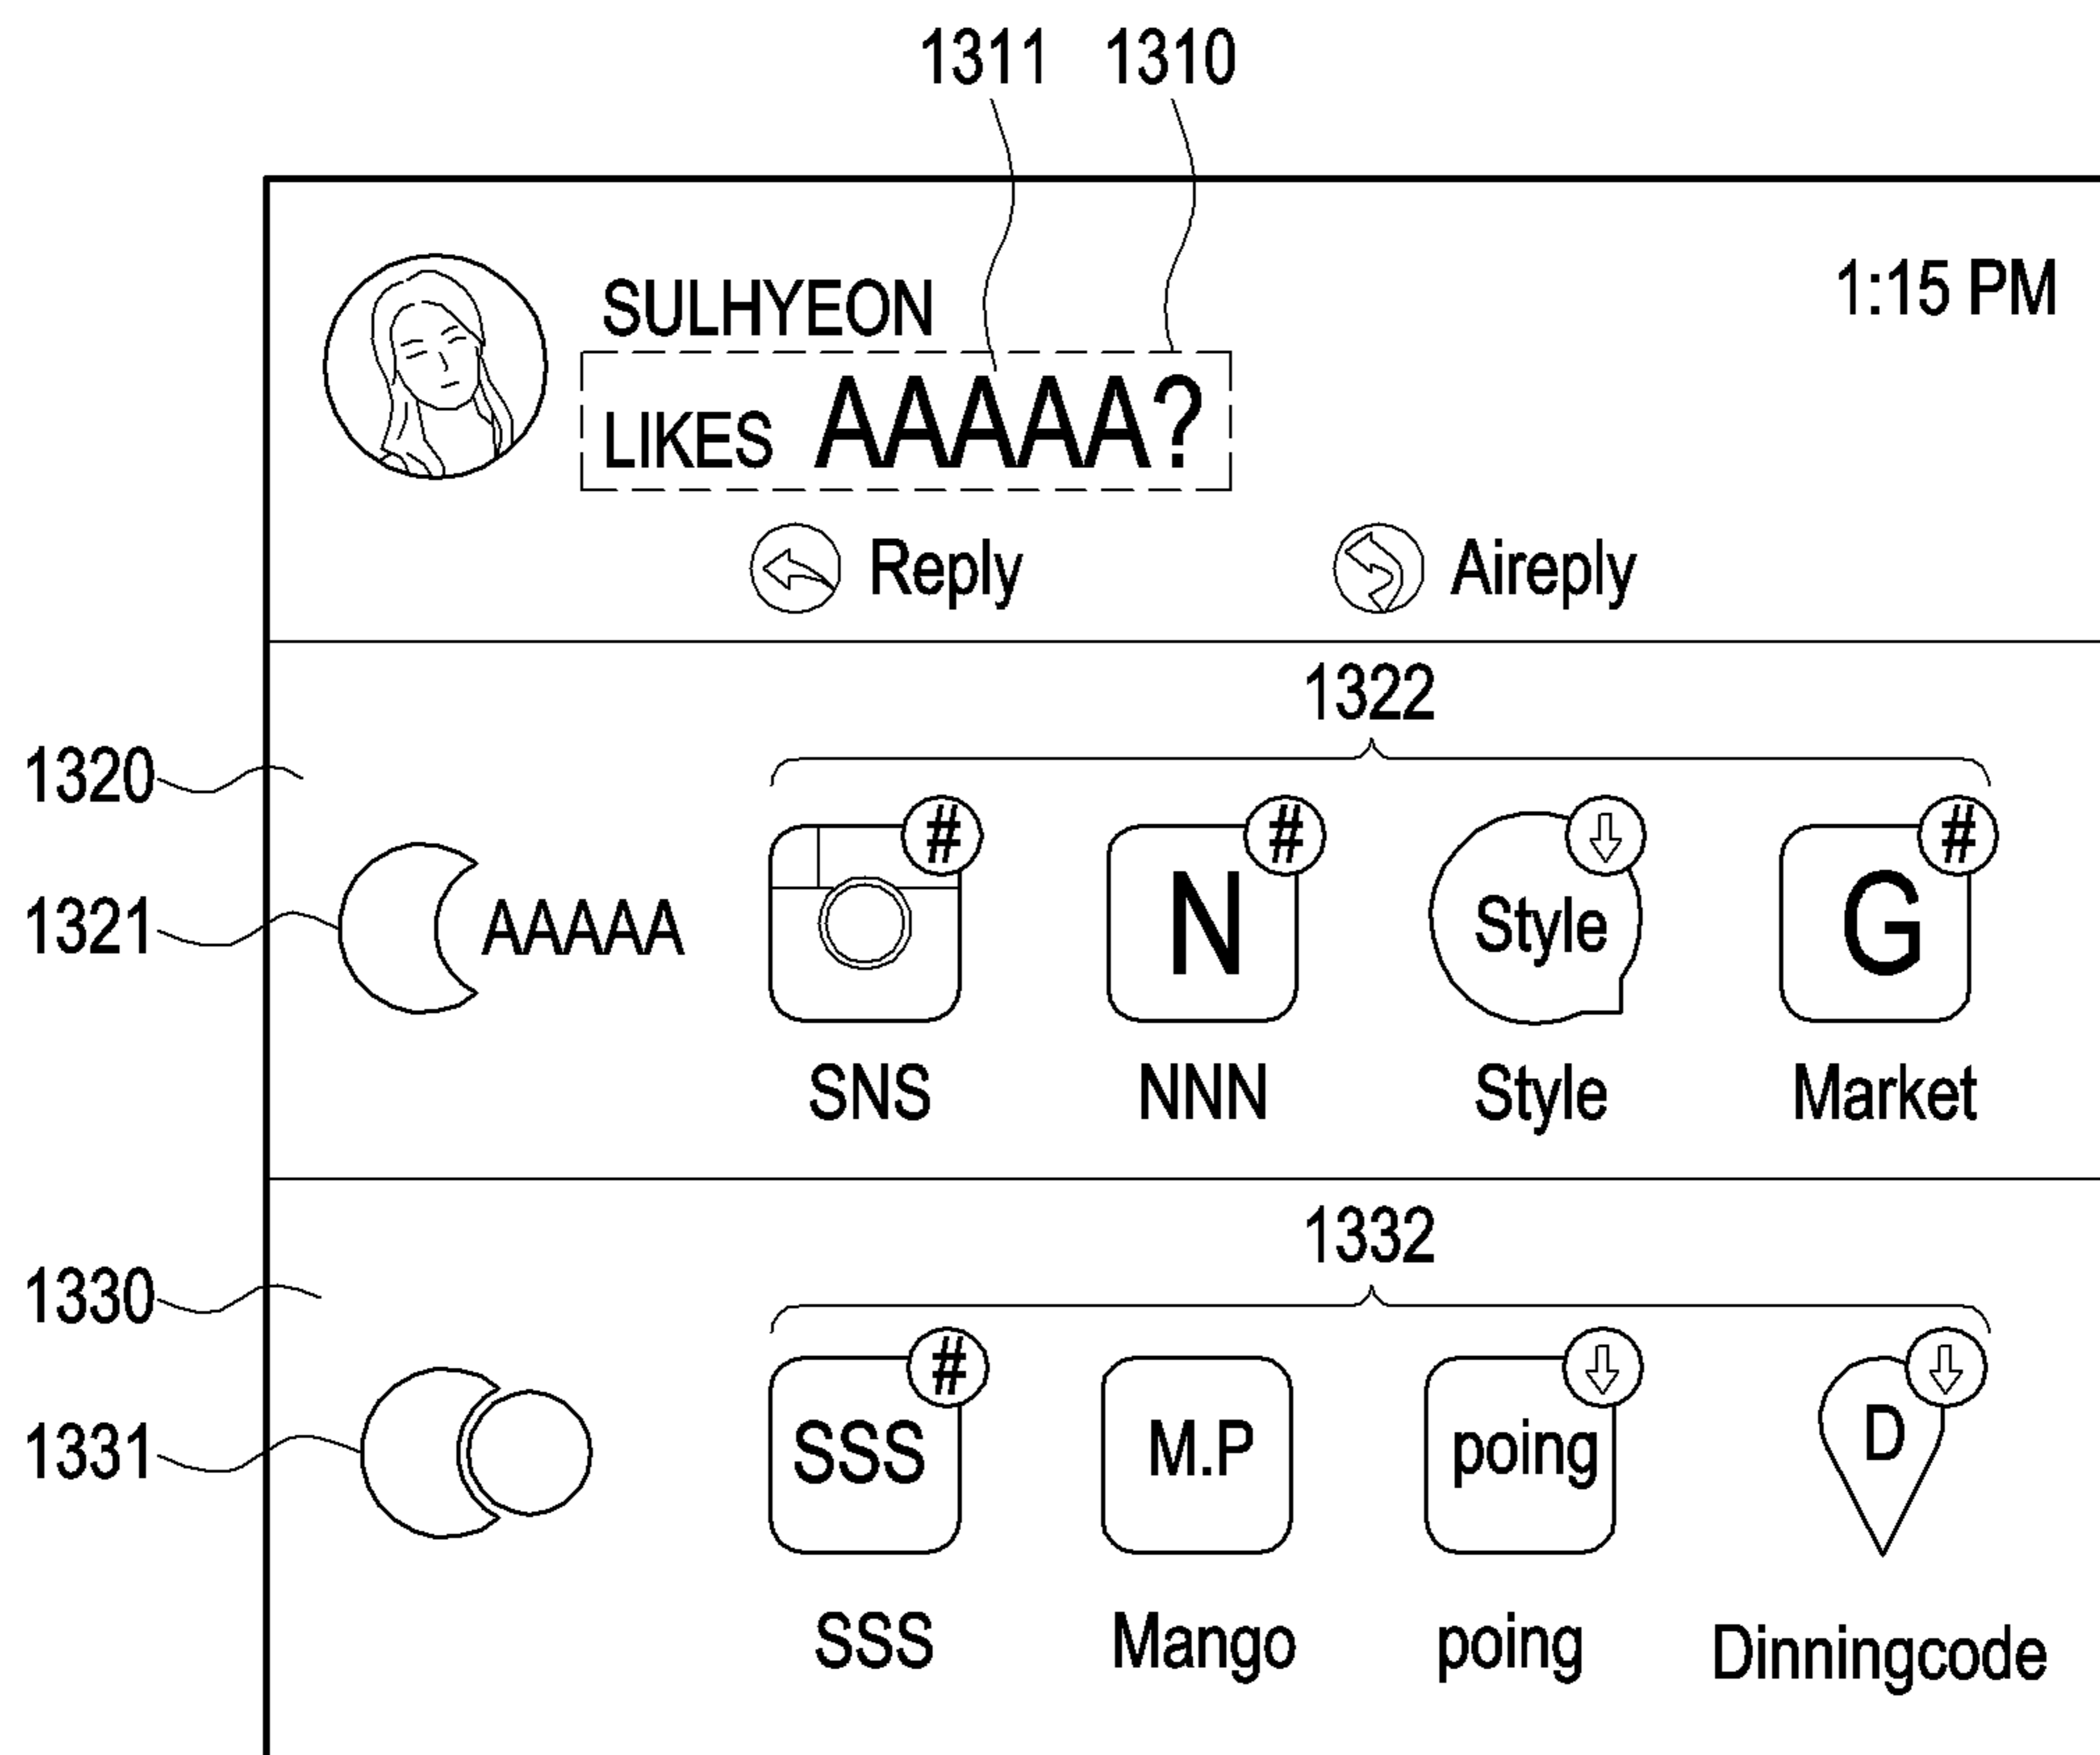 1311 1310
SULHYEON
1:15 PM
LIKES AAAAA?
Reply Aireply
1322
1320
# # #
1321
AAAAA
N Style G
SNS NNN Style Market
1332
1330
#
1331
SSS M.P poing D
SSS Mango poing Dinningcode